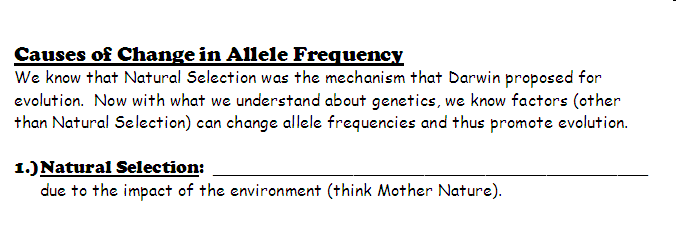 Causes of Change in Allele Frequency
We know that Natural Selection was the mechanism that Darwin proposed for
evolution.  Now with what we understand about genetics, we know factors (other
than Natural Selection) can change allele frequencies and thus promote evolution.
1.)Natural Selection: ______________________________________________
due to the impact of the environment (think Mother Nature).